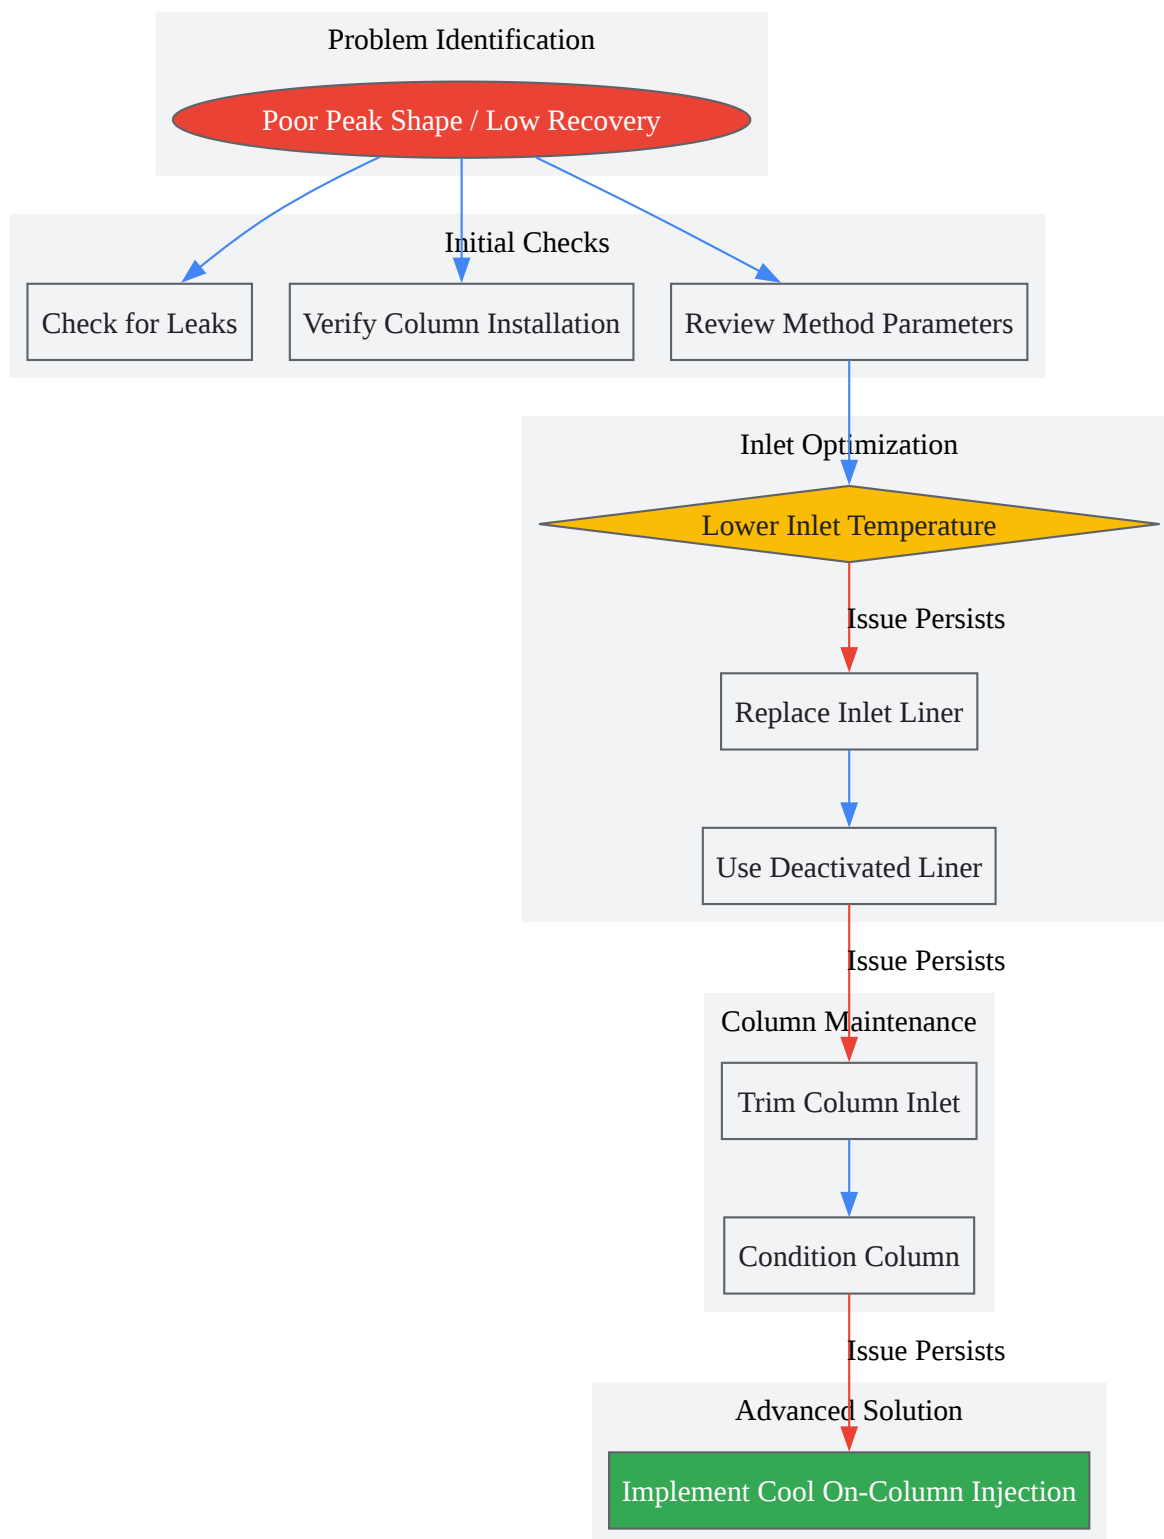 Problem Identification
Poor Peak Shape / Low Recovery
Initial Checks
Check for Leaks
Verify Column Installation
Review Method Parameters
Inlet Optimization
Lower Inlet Temperature
Issue Persists
Replace Inlet Liner
Use Deactivated Liner
Issue Persists
Column Maintenance
Trim Column Inlet
Condition Column
Issue Persists
Advanced Solution
Implement Cool On-Column Injection